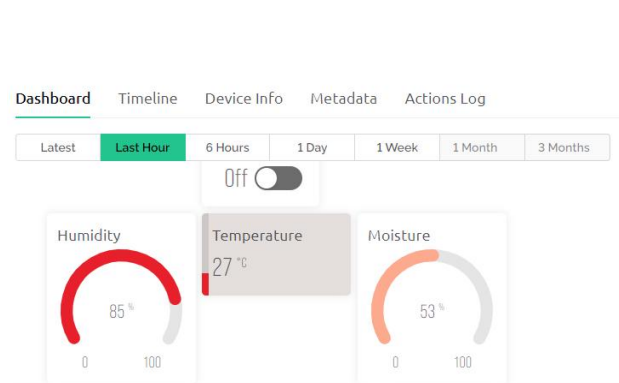 Dashboard Timeline Device Info Metadata Actions Log
Latest Last Hour 6 Hours 1 Day 1 Week 1 Month 3 Months
Off
Humidity Temperature Moisture
27 °C
85 % 53 %
0 100 0 100